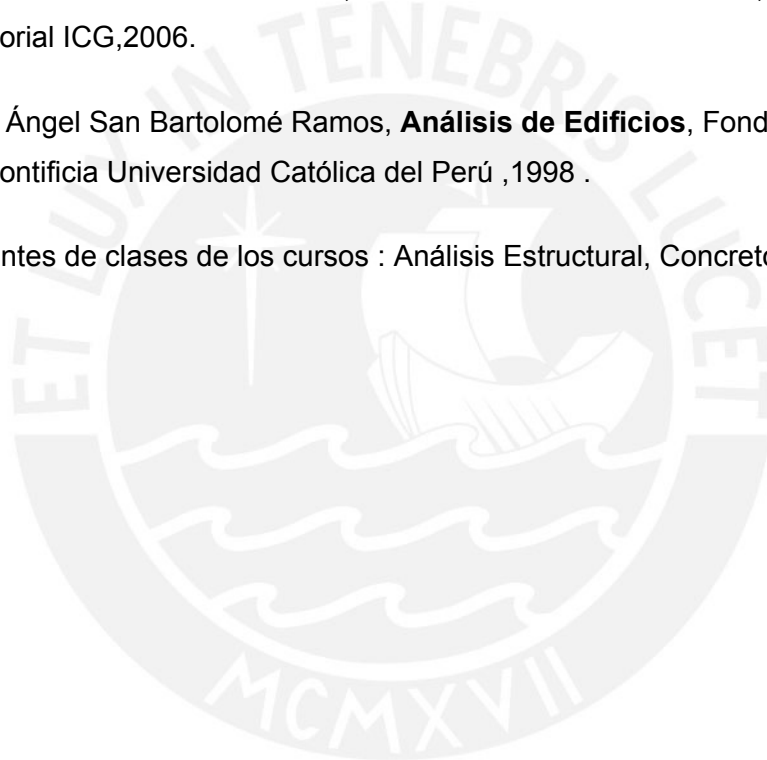 orial ICG,2006.
Ángel San Bartolomé Ramos, Análisis de Edificios, Fond
ontificia Universidad Católica del Perú ,1998 .
ntes de clases de los cursos : Análisis Estructural, Concreto
ET LUX IN TENEBRIS LUCET
MCMXVII